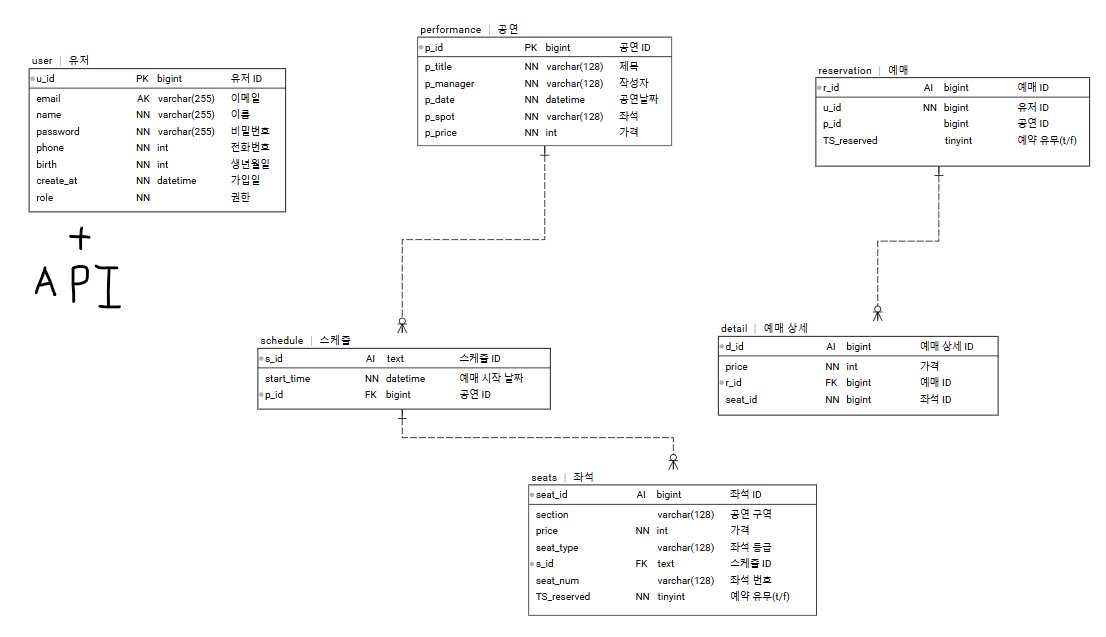 user | 유저
u_id PK bigint 유저 ID
email AK varchar(255) 이메일
name NN varchar(255) 이름
password NN varchar(255) 비밀번호
phone NN int 전화번호
birth NN int 생년월일
create_at NN datetime 가입일
role NN 권한
+
API
performance | 공연
p_id PK bigint 공연 ID
p_title NN varchar(128) 제목
p_manager NN varchar(128) 작성자
p_date NN datetime 공연날짜
p_spot NN varchar(128) 좌석
p_price NN int 가격
reservation | 예매
r_id AI bigint 예매 ID
u_id NN bigint 유저 ID
p_id bigint 공연 ID
TS_reserved tinyint 예약 유무(t/f)
schedule | 스케줄
s_id AI text 스케줄 ID
start_time NN datetime 예매 시작 날짜
p_id FK bigint 공연 ID
detail | 예매 상세
d_id AI bigint 예매 상세 ID
price NN int 가격
r_id FK bigint 예매 ID
seat_id NN bigint 좌석 ID
seats | 좌석
seat_id AI bigint 좌석 ID
section varchar(128) 공연 구역
price NN int 가격
seat_type varchar(128) 좌석 등급
s_id FK text 스케줄 ID
seat_num varchar(128) 좌석 번호
TS_reserved NN tinyint 예약 유무(t/f)